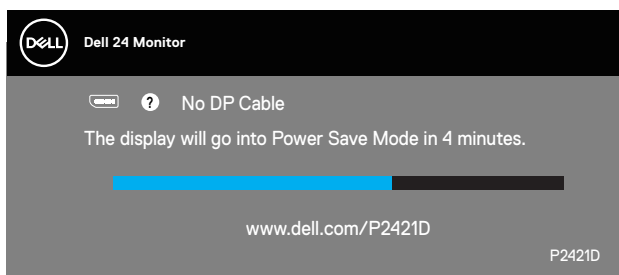 DELL
Dell 24 Monitor
? No DP Cable
The display will go into Power Save Mode in 4 minutes.
www.dell.com/P2421D
P2421D